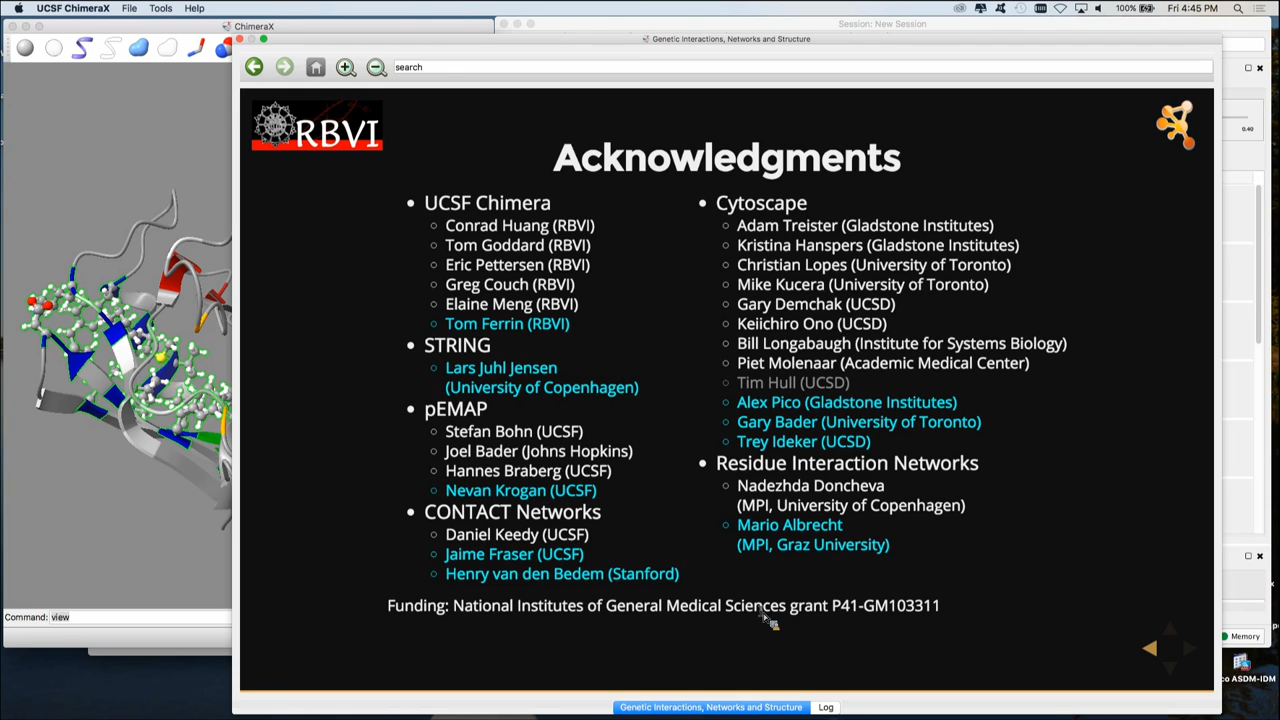 UCSF ChimeraX File Tools Help
100% Fri 4:45 PM
ChimeraX
Session: New Session
Genetic Interactions, Networks and Structure
search
RBVI
0.40
Acknowledgments
UCSF Chimera
Conrad Huang (RBVI)
Tom Goddard (RBVI)
Eric Pettersen (RBVI)
Greg Couch (RBVI)
Elaine Meng (RBVI)
Tom Ferrin (RBVI)
STRING
Lars Juhl Jensen
(University of Copenhagen)
pEMAP
Stefan Bohn (UCSF)
Joel Bader (Johns Hopkins)
Hannes Braberg (UCSF)
Nevan Krogan (UCSF)
CONTACT Networks
Daniel Keedy (UCSF)
Jaime Fraser (UCSF)
Henry van den Bedem (Stanford)
Cytoscape
Adam Treister (Gladstone Institutes)
Kristina Hanspers (Gladstone Institutes)
Christian Lopes (University of Toronto)
Mike Kucera (University of Toronto)
Gary Demchak (UCSD)
Keiichiro Ono (UCSD)
Bill Longabaugh (Institute for Systems Biology)
Piet Molenaar (Academic Medical Center)
Tim Hull (UCSD)
Alex Pico (Gladstone Institutes)
Gary Bader (University of Toronto)
Trey Ideker (UCSD)
Residue Interaction Networks
Nadezhda Doncheva
(MPI, University of Copenhagen)
Mario Albrecht
(MPI, Graz University)
Funding: National Institutes of General Medical Sciences grant P41-GM103311
Command: view
Memory
co ASDM-IDM
Genetic Interactions, Networks and Structure Log